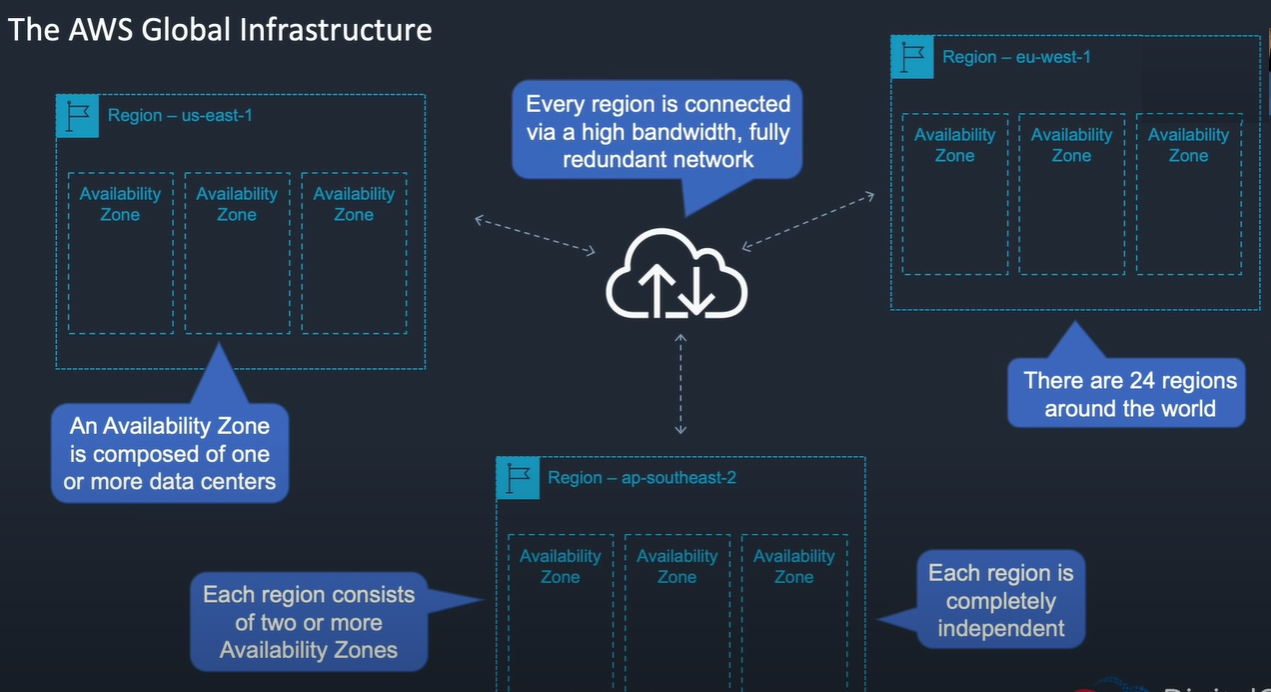 The AWS Global Infrastructure
Region – us-east-1
Availability
Zone
Availability
Zone
Availability
Zone
An Availability Zone
is composed of one
or more data centers
Every region is connected
via a high bandwidth, fully
redundant network
Region – eu-west-1
Availability
Zone
Availability
Zone
Availability
Zone
There are 24 regions
around the world
Region – ap-southeast-2
Availability
Zone
Availability
Zone
Availability
Zone
Each region consists
of two or more
Availability Zones
Each region is
completely
independent